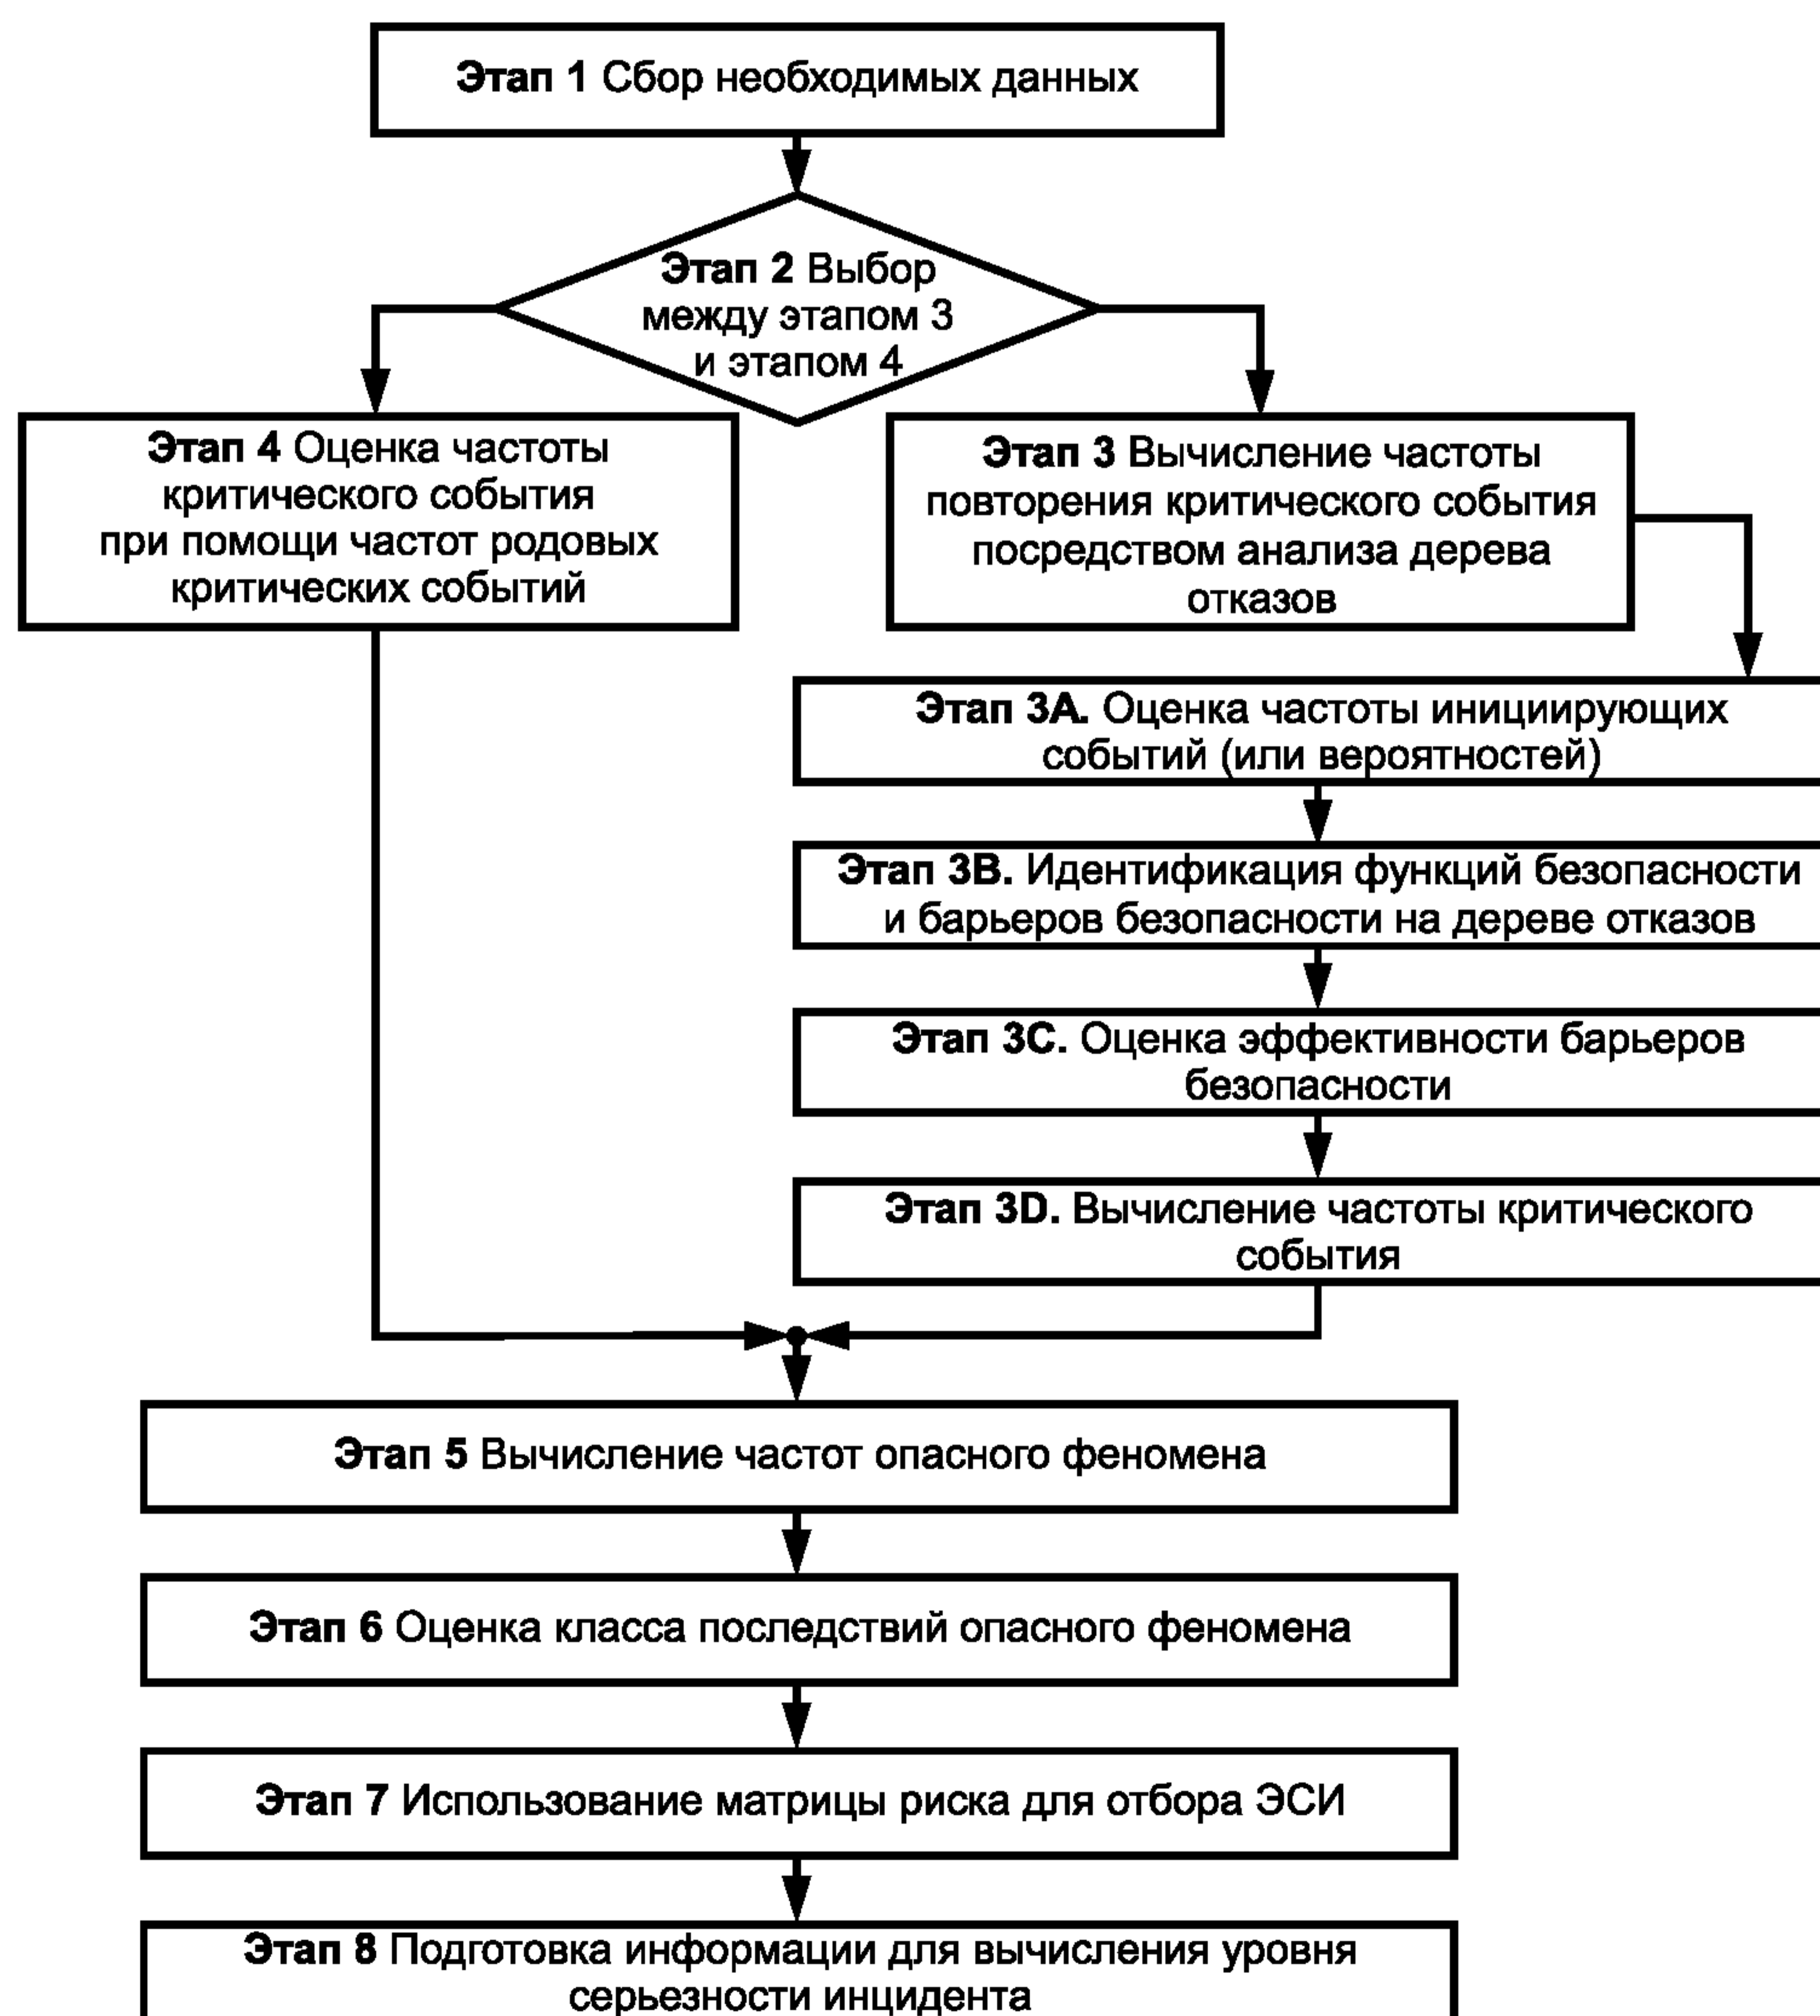 Этап 1 Сбор необходимых данных
Этап 2 Выбор
между этапом 3
и этапом 4
Этап 4 Оценка частоты
критического события
при помощи частот родовых
критических событий
Этап 3 Вычисление частоты
повторения критического события
посредством анализа дерева
отказов
Этап 3A. Оценка частоты инициирующих
событий (или вероятностей)
Этап 3B. Идентификация функций безопасности
и барьеров безопасности на дереве отказов
Этап 3C. Оценка эффективности барьеров
безопасности
Этап 3D. Вычисление частоты критического
события
Этап 5 Вычисление частот опасного феномена
Этап 6 Оценка класса последствий опасного феномена
Этап 7 Использование матрицы риска для отбора ЭСИ
Этап 8 Подготовка информации для вычисления уровня
серьезности инцидента